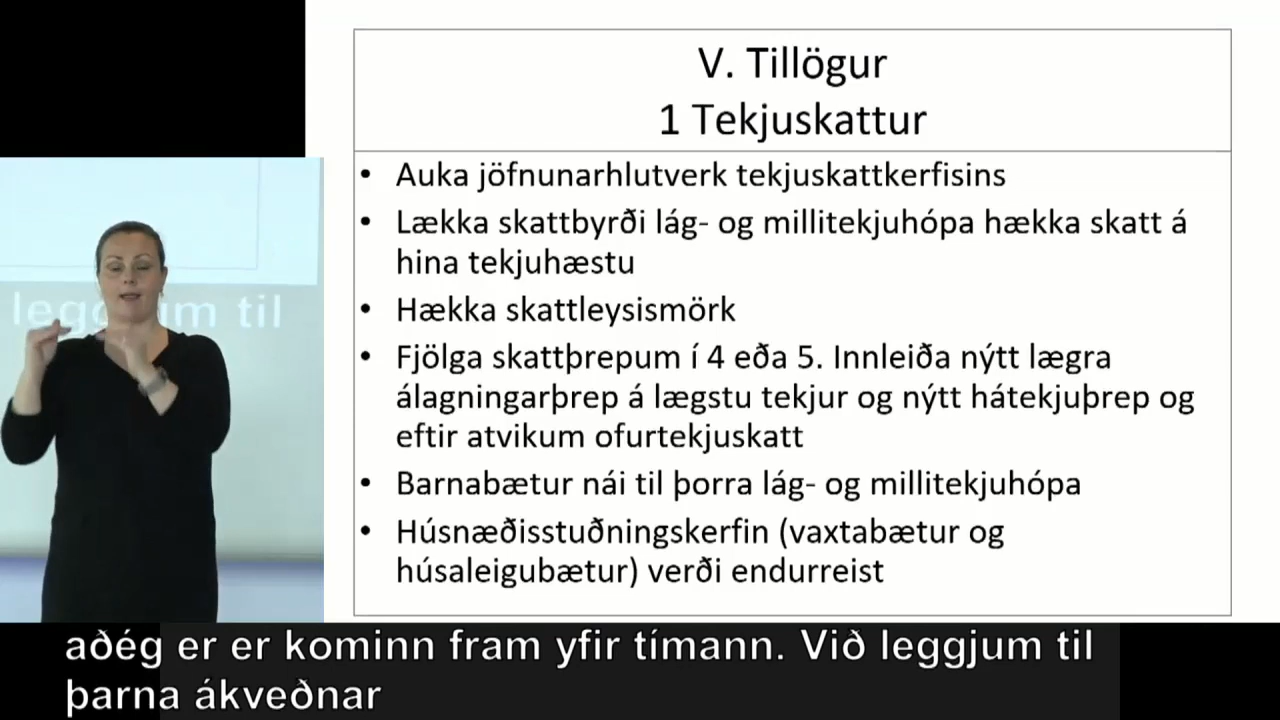 V. Tillögur
1 Tekjuskattur
• Auka jöfnunarhlutverk tekjuskattkerfisins
• Lækka skattbyrði lág- og millitekjuhópa hækka skatt á
hina tekjuhæstu
• Hækka skattleysismörk
• Fjölga skattþrepum í 4 eða 5. Innleiða nýtt lægra
álagningarþrep á lægstu tekjur og nýtt hátekjuþrep og
eftir atvikum ofurtekjuskatt
• Barnabætur nái til þorra lág- og millitekjuhópa
• Húsnæðisstuðningskerfin (vaxtabætur og
húsaleigubætur) verði endurreist
til
aðég er er kominn fram yfir tímann. Við leggjum til
þarna ákveðnar